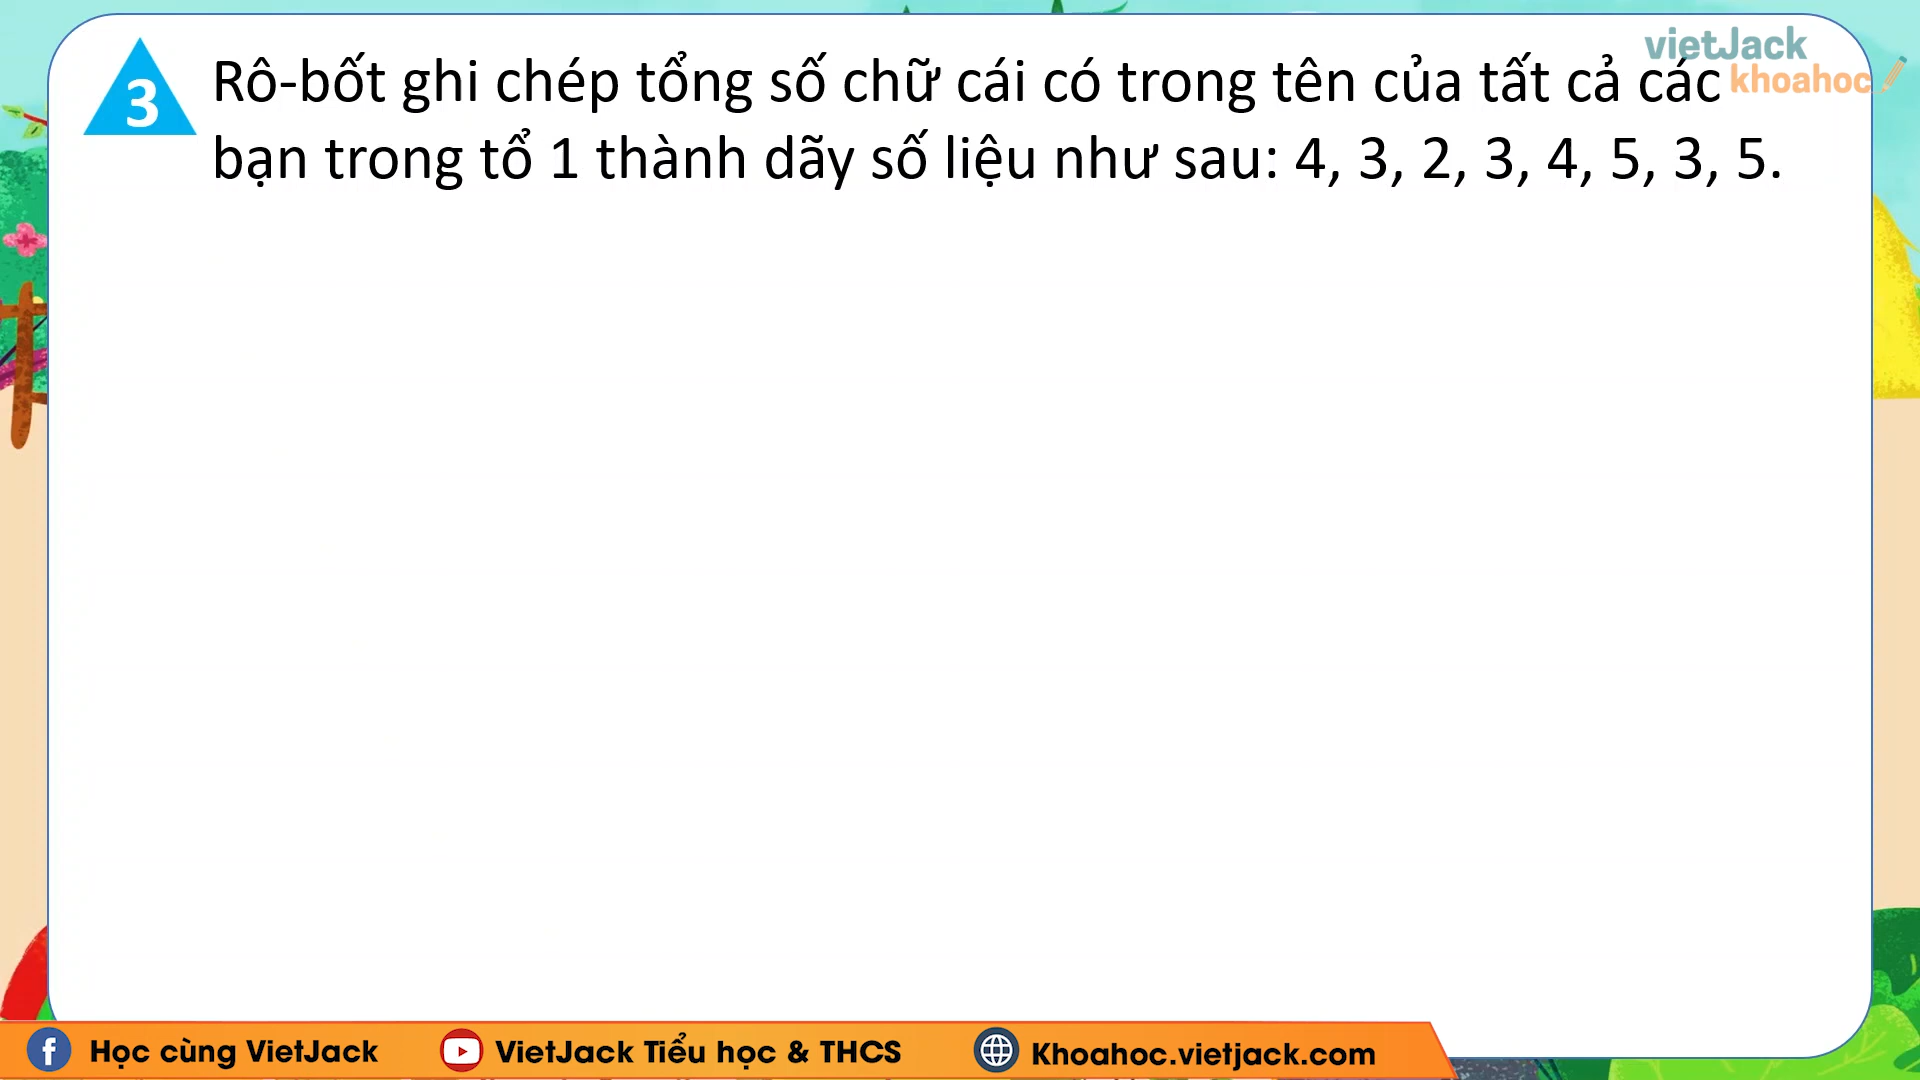 vietJack
khoahoc
3
Rô-bốt ghi chép tổng số chữ cái có trong tên của tất cả các
bạn trong tổ 1 thành dãy số liệu như sau: 4, 3, 2, 3, 4, 5, 3, 5.
Học cùng VietJack
VietJack Tiểu học & THCS
Khoahoc.vietjack.com